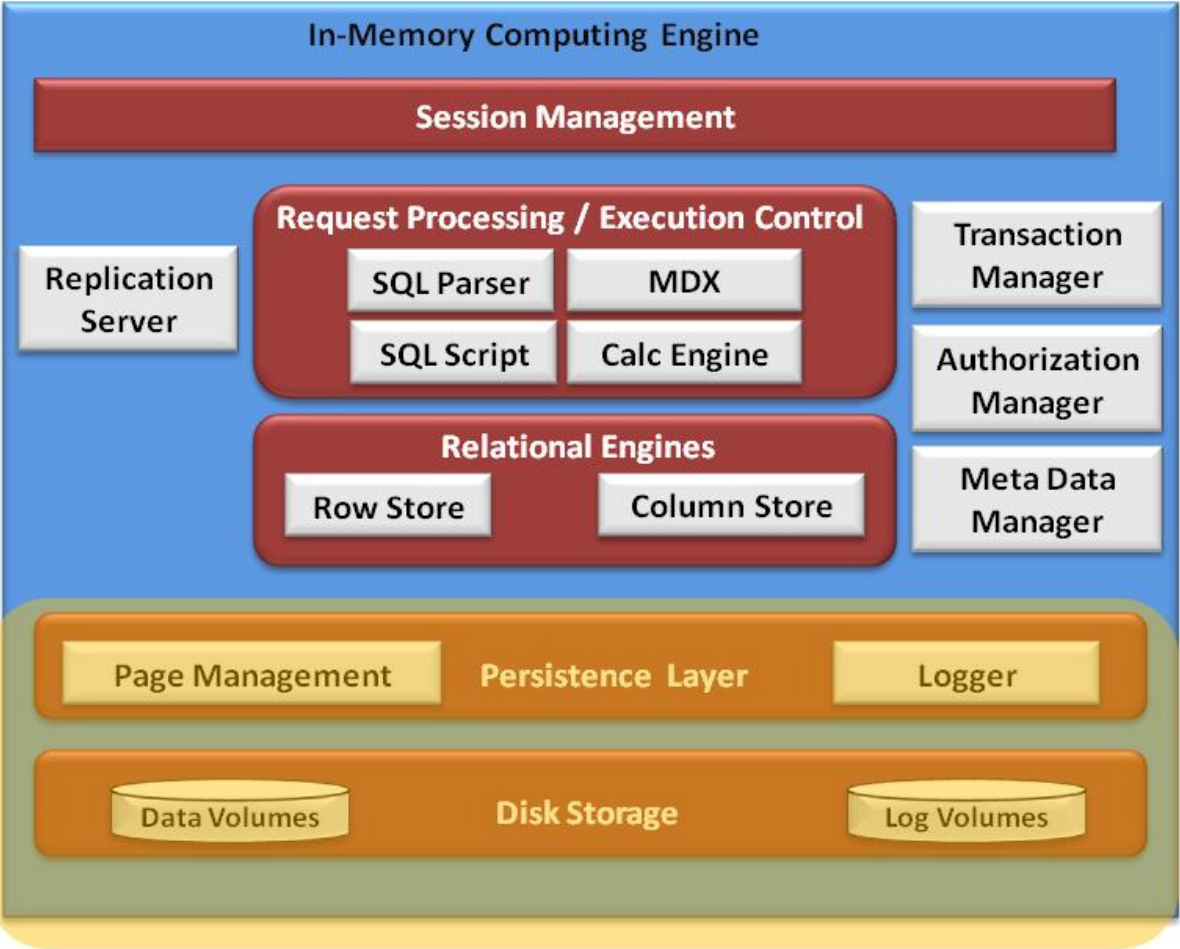 In-Memory Computing Engine
Session Management
Request Processing / Execution Control
SQL Parser
MDX
SQL Script
Calc Engine
Replication
Server
Transaction
Manager
Authorization
Manager
Meta Data
Manager
Relational Engines
Row Store
Column Store
Page Management
Persistence Layer
Logger
Data Volumes
Disk Storage
Log Volumes